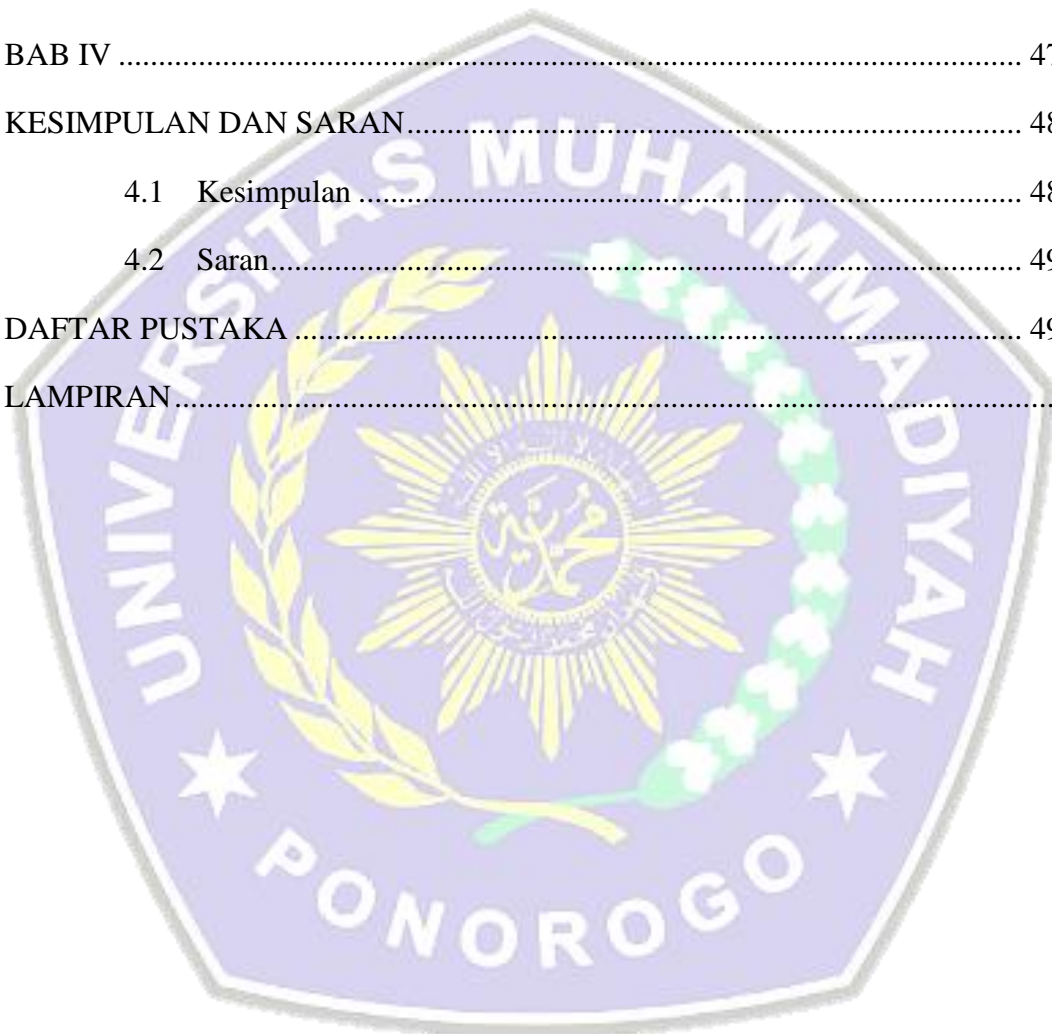 BAB IV ........................................................................................................ 47
KESIMPULAN DAN SARAN ............................................................................. 48
4.1 Kesimpulan ................................................................................... 48
4.2 Saran .............................................................................................. 49
DAFTAR PUSTAKA ........................................................................................... 49
LAMPIRAN ..............................................................................................................
UNIVERSITAS MUHAMMADIYAH
محمدية
PONOROGO